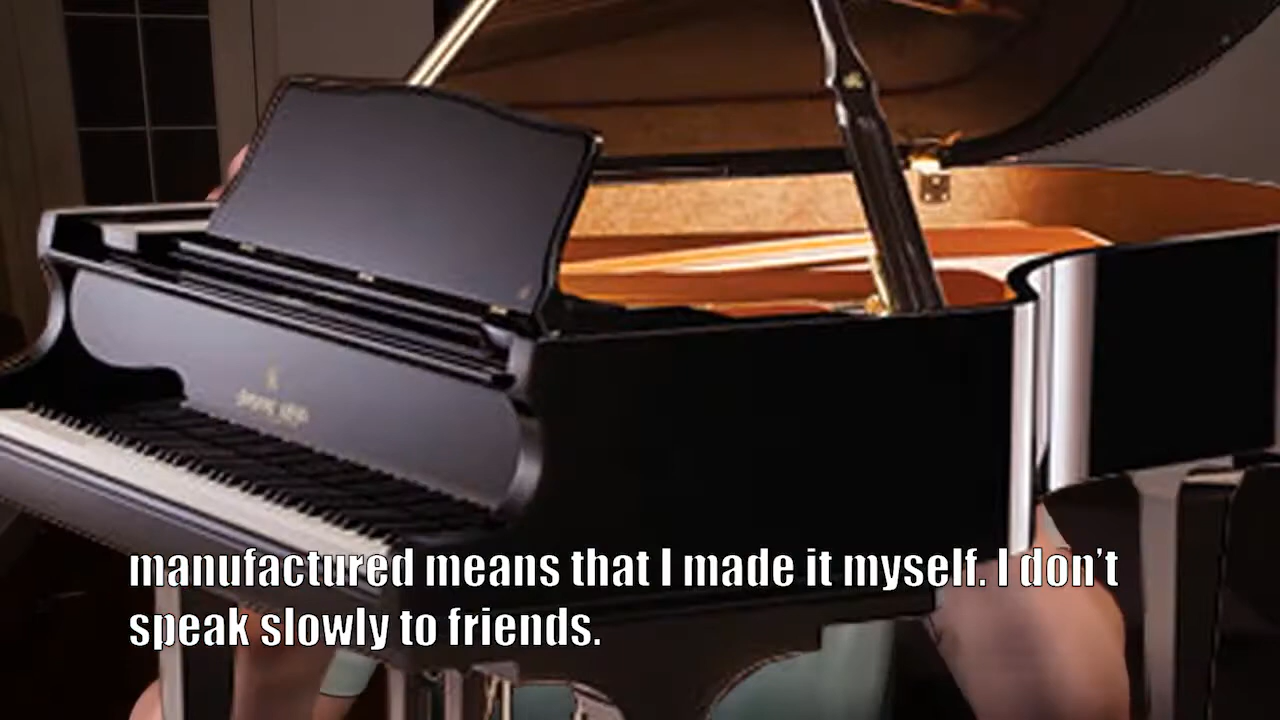 manufactured means that I made it myself. I don’t
speak slowly to friends.